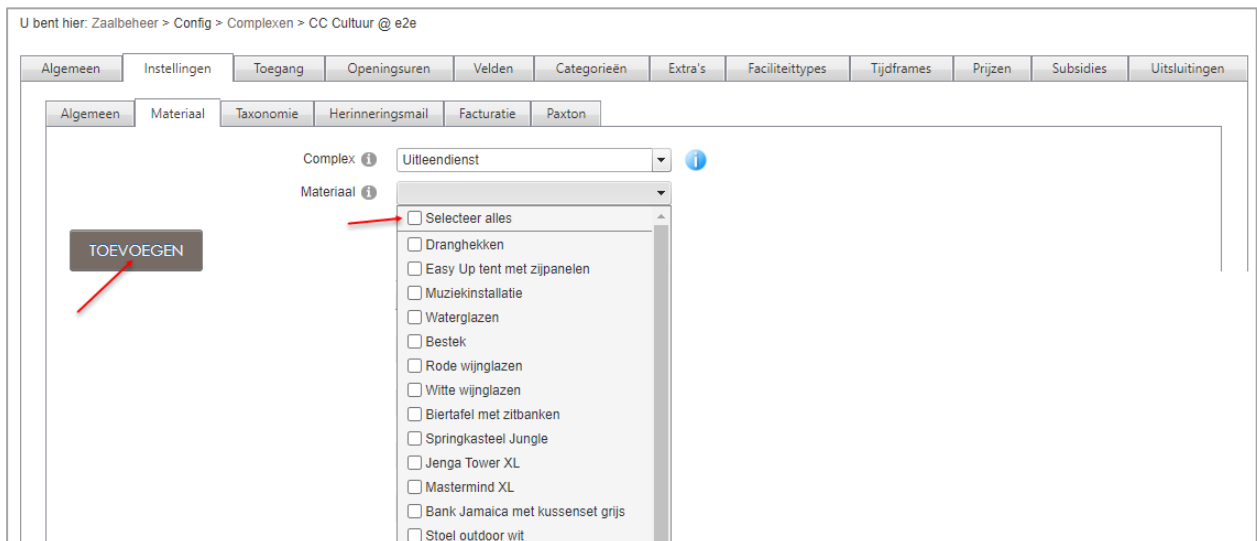 U bent hier: Zaalbeheer > Config > Complexen > CC Cultuur @ e2e
Algemeen Instellingen Toegang Openingsuren Velden Categorieën Extra's Faciliteittypes Tijdframes Prijzen Subsidies Uitsluitingen
Algemeen Materiaal Taxonomie Herinneringsmail Facturatie Paxton
Complex Uitleendienst
Materiaal
Selecteer alles
TOEVOEGEN
Dranghekken
Easy Up tent met zijpanelen
Muziekinstallatie
Waterglazen
Bestek
Rode wijnglazen
Witte wijnglazen
Biertafel met zitbanken
Springkasteel Jungle
Jenga Tower XL
Mastermind XL
Bank Jamaica met kussenset grijs
Stoel outdoor wit